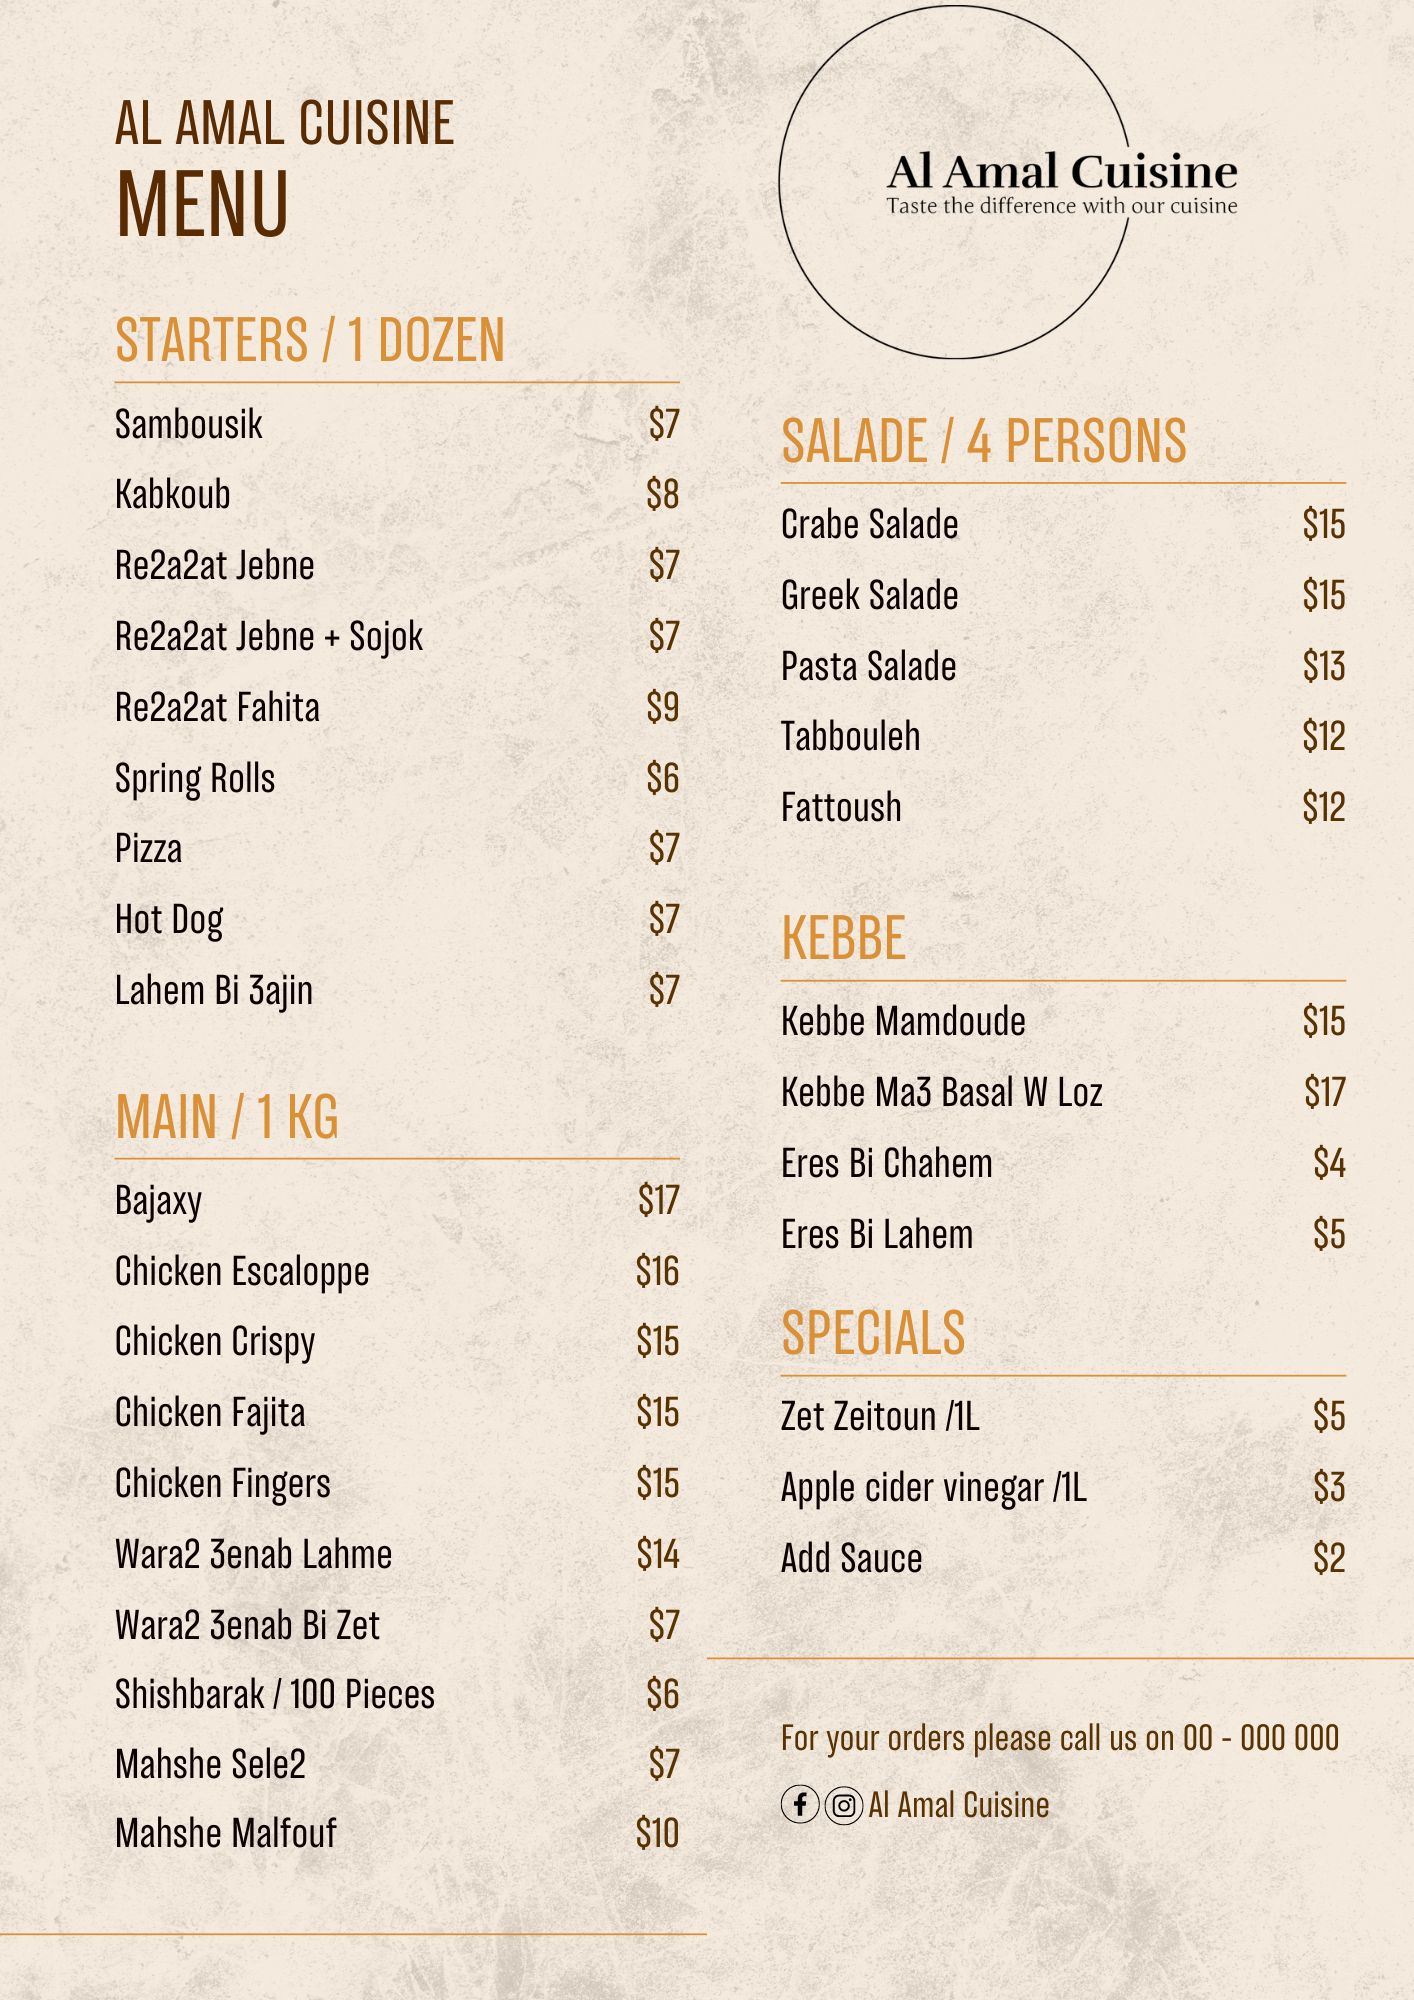 AL AMAL CUISINE
MENU
Al Amal Cuisine
Taste the difference with our cuisine
STARTERS / 1 DOZEN
Sambousik $7
Kabkoub $8
Re2a2at Jebne $7
Re2a2at Jebne + Sojok $7
Re2a2at Fahita $9
Spring Rolls $6
Pizza $7
Hot Dog $7
Lahem Bi 3ajin $7
MAIN / 1 KG
Bajaxy $17
Chicken Escaloppe $16
Chicken Crispy $15
Chicken Fajita $15
Chicken Fingers $15
Wara2 3enab Lahme $14
Wara2 3enab Bi Zet $7
Shishbarak / 100 Pieces $6
Mahshe Sele2 $7
Mahshe Malfouf $10
SALADE / 4 PERSONS
Crabe Salade $15
Greek Salade $15
Pasta Salade $13
Tabbouleh $12
Fattoush $12
KEBBE
Kebbe Mamdoude $15
Kebbe Ma3 Basal W Loz $17
Eres Bi Chahem $4
Eres Bi Lahem $5
SPECIALS
Zet Zeitoun /1L $5
Apple cider vinegar /1L $3
Add Sauce $2
For your orders please call us on 00 - 000 000
Al Amal Cuisine